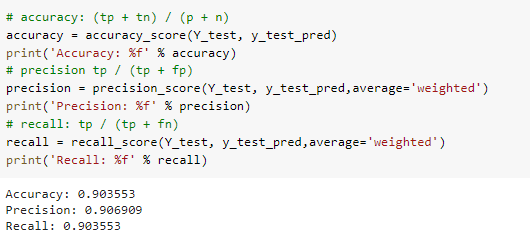 # accuracy: (tp + tn) / (p + n)
accuracy = accuracy_score(Y_test, y_test_pred)
print('Accuracy: %f' % accuracy)
# precision tp / (tp + fp)
precision = precision_score(Y_test, y_test_pred,average='weighted')
print('Precision: %f' % precision)
# recall: tp / (tp + fn)
recall = recall_score(Y_test, y_test_pred,average='weighted')
print('Recall: %f' % recall)
Accuracy: 0.903553
Precision: 0.906909
Recall: 0.903553